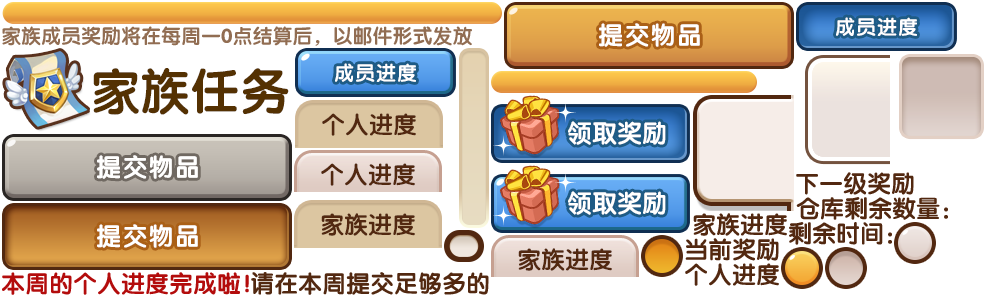 家族成员奖励将在每周一0点结算后，以邮件形式发放
提交物品
成员进度
家族任务
成员进度
个人进度
领取奖励
提交物品
个人进度
领取奖励
下一级奖励
仓库剩余数量：
提交物品
家族进度
家族进度
剩余时间：
当前奖励
家族进度
个人进度
本周的个人进度完成啦!请在本周提交足够多的